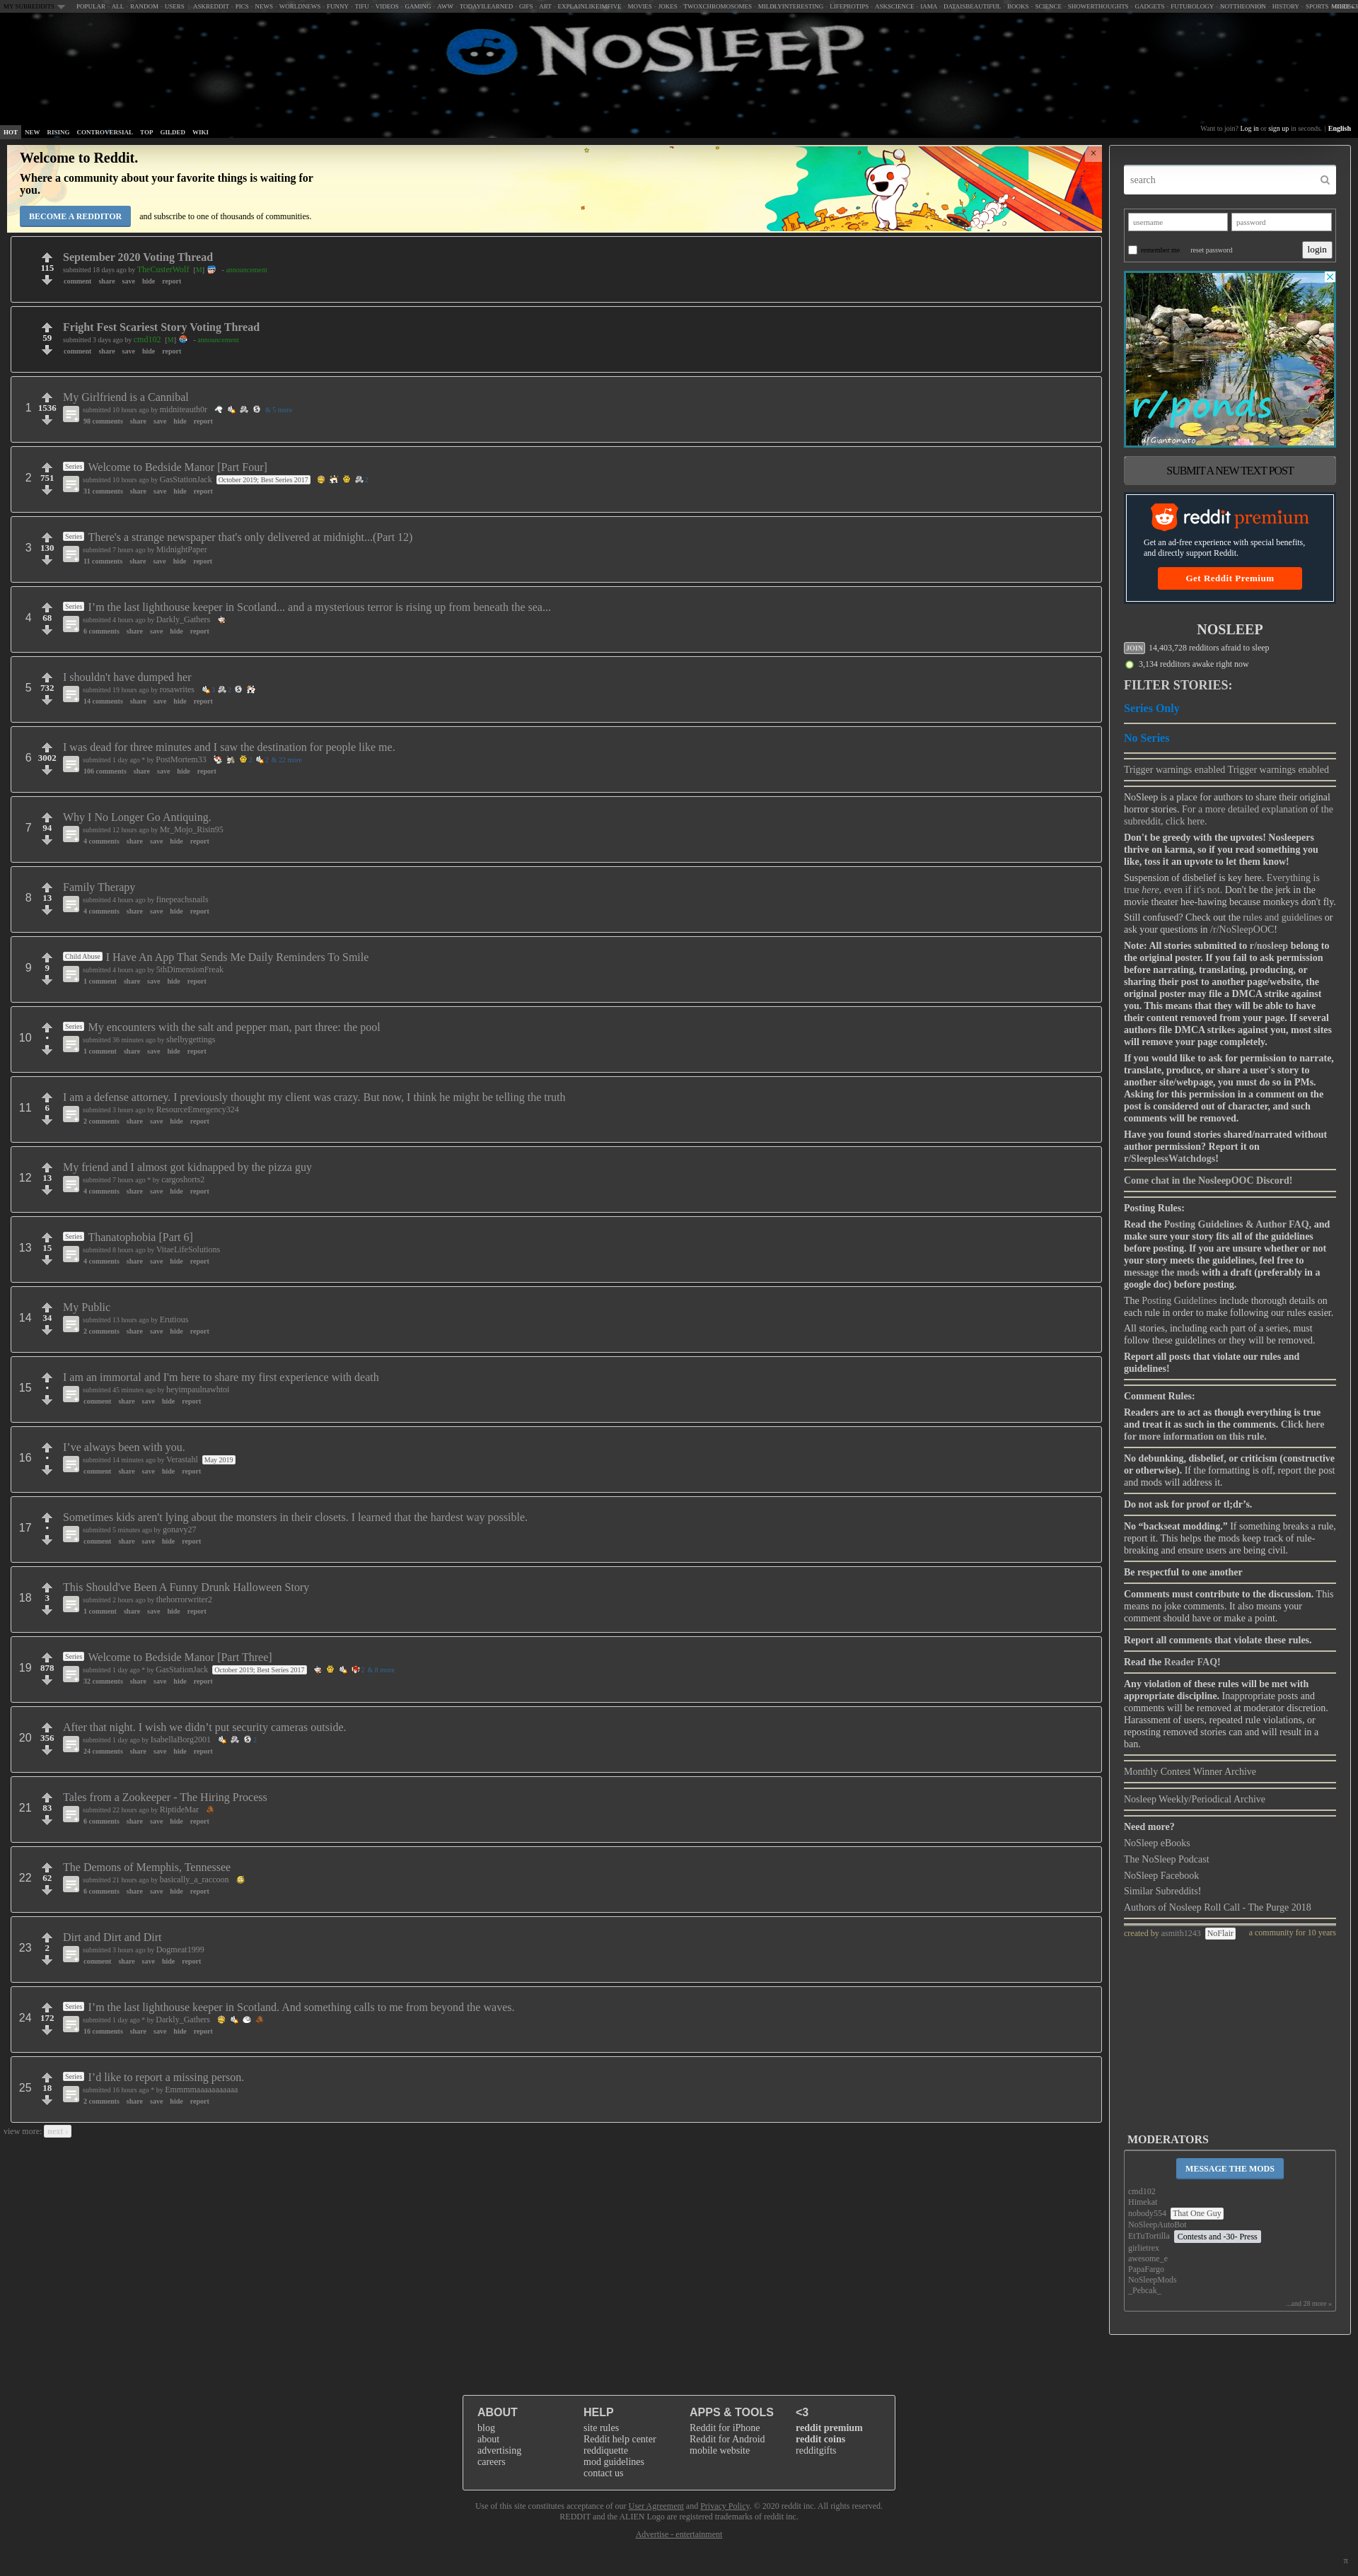 MY SUBREDDITS POPULAR - ALL - RANDOM - USERS ASKREDDIT - PICS - NEWS - WORLDNEWS - FUNNY - TIFU - VIDEOS - GAMING - AWW - TODAYILEARNED - GIFS - ART - EXPLAINLIKEIMFIVE - MOVIES - JOKES - TWOXCHROMOSOMES - MILDLYINTERESTING - LIFEPROTIPS - ASKSCIENCE - IAMA - DATAISBEAUTIFUL - BOOKS - SCIENCE - SHOWERTHOUGHTS - GADGETS - FUTUROLOGY - NOTTHEONION - HISTORY - SPORTS
NOSLEEP
HOT NEW RISING CONTROVERSIAL TOP GILDED WIKI
Want to join? Log in or sign up in seconds. | English
Welcome to Reddit.
Where a community about your favorite things is waiting for
you.
BECOME A REDDITOR and subscribe to one of thousands of communities.
×
September 2020 Voting Thread
115
submitted 18 days ago by TheCusterWolf [M] - announcement
comment share save hide report
Fright Fest Scariest Story Voting Thread
59
submitted 3 days ago by cmd102 [M] - announcement
comment share save hide report
My Girlfriend is a Cannibal
1 1536
submitted 10 hours ago by midniteauth0r & 5 more
98 comments share save hide report
Series Welcome to Bedside Manor [Part Four]
2 751
submitted 10 hours ago by GasStationJack October 2019; Best Series 2017 2
31 comments share save hide report
Series There's a strange newspaper that's only delivered at midnight...(Part 12)
3 130
submitted 7 hours ago by MidnightPaper
11 comments share save hide report
Series I’m the last lighthouse keeper in Scotland... and a mysterious terror is rising up from beneath the sea...
4 68
submitted 4 hours ago by Darkly_Gathers
6 comments share save hide report
I shouldn't have dumped her
5 732
submitted 19 hours ago by rosawrites
14 comments share save hide report
I was dead for three minutes and I saw the destination for people like me.
6 3002
submitted 1 day ago * by PostMortem33 2 2 & 22 more
106 comments share save hide report
Why I No Longer Go Antiquing.
7 94
submitted 12 hours ago by Mr_Mojo_Risin95
4 comments share save hide report
Family Therapy
8 13
submitted 4 hours ago by finepeachsnails
4 comments share save hide report
Child Abuse I Have An App That Sends Me Daily Reminders To Smile
9 9
submitted 4 hours ago by 5thDimensionFreak
1 comment share save hide report
Series My encounters with the salt and pepper man, part three: the pool
10 •
submitted 36 minutes ago by shelbygettings
1 comment share save hide report
I am a defense attorney. I previously thought my client was crazy. But now, I think he might be telling the truth
11 6
submitted 3 hours ago by ResourceEmergency324
2 comments share save hide report
My friend and I almost got kidnapped by the pizza guy
12 13
submitted 7 hours ago * by cargoshorts2
4 comments share save hide report
Series Thanatophobia [Part 6]
13 15
submitted 8 hours ago by VitaeLifeSolutions
4 comments share save hide report
My Public
14 34
submitted 13 hours ago by Erutious
2 comments share save hide report
I am an immortal and I'm here to share my first experience with death
15 •
submitted 45 minutes ago by heyimpaulnawhtoi
comment share save hide report
I’ve always been with you.
16 •
submitted 14 minutes ago by Verastahl May 2019
comment share save hide report
Sometimes kids aren't lying about the monsters in their closets. I learned that the hardest way possible.
17 •
submitted 5 minutes ago by gonavy27
comment share save hide report
This Should've Been A Funny Drunk Halloween Story
18 3
submitted 2 hours ago by thehorrorwriter2
1 comment share save hide report
Series Welcome to Bedside Manor [Part Three]
19 878
submitted 1 day ago * by GasStationJack October 2019; Best Series 2017 & 8 more
32 comments share save hide report
After that night. I wish we didn’t put security cameras outside.
20 356
submitted 1 day ago by IsabellaBorg2001 2
24 comments share save hide report
Tales from a Zookeeper - The Hiring Process
21 83
submitted 22 hours ago by RiptideMar
6 comments share save hide report
The Demons of Memphis, Tennessee
22 62
submitted 21 hours ago by basically_a_raccoon
6 comments share save hide report
Dirt and Dirt and Dirt
23 2
submitted 3 hours ago by Dogmeat1999
comment share save hide report
Series I’m the last lighthouse keeper in Scotland. And something calls to me from beyond the waves.
24 172
submitted 1 day ago * by Darkly_Gathers
16 comments share save hide report
Series I’d like to report a missing person.
25 18
submitted 16 hours ago * by Emmmmaaaaaaaaaaa
2 comments share save hide report
view more: next ›
search
username password
remember me reset password login
r/ponds
u/Giantomato
SUBMIT A NEW TEXT POST
reddit premium
Get an ad-free experience with special benefits,
and directly support Reddit.
Get Reddit Premium
NOSLEEP
JOIN 14,403,728 redditors afraid to sleep
3,134 redditors awake right now
FILTER STORIES:
Series Only
No Series
Trigger warnings enabled Trigger warnings enabled
NoSleep is a place for authors to share their original
horror stories. For a more detailed explanation of the
subreddit, click here.
Don't be greedy with the upvotes! Nosleepers
thrive on karma, so if you read something you
like, toss it an upvote to let them know!
Suspension of disbelief is key here. Everything is
true here, even if it's not. Don't be the jerk in the
movie theater hee-hawing because monkeys don't fly.
Still confused? Check out the rules and guidelines or
ask your questions in /r/NoSleepOOC!
Note: All stories submitted to r/nosleep belong to
the original poster. If you fail to ask permission
before narrating, translating, producing, or
sharing their post to another page/website, the
original poster may file a DMCA strike against
you. This means that they will be able to have
their content removed from your page. If several
authors file DMCA strikes against you, most sites
will remove your page completely.
If you would like to ask for permission to narrate,
translate, produce, or share a user's story to
another site/webpage, you must do so in PMs.
Asking for this permission in a comment on the
post is considered out of character, and such
comments will be removed.
Have you found stories shared/narrated without
author permission? Report it on
r/SleeplessWatchdogs!
Come chat in the NosleepOOC Discord!
Posting Rules:
Read the Posting Guidelines & Author FAQ, and
make sure your story fits all of the guidelines
before posting. If you are unsure whether or not
your story meets the guidelines, feel free to
message the mods with a draft (preferably in a
google doc) before posting.
The Posting Guidelines include thorough details on
each rule in order to make following our rules easier.
All stories, including each part of a series, must
follow these guidelines or they will be removed.
Report all posts that violate our rules and
guidelines!
Comment Rules:
Readers are to act as though everything is true
and treat it as such in the comments. Click here
for more information on this rule.
No debunking, disbelief, or criticism (constructive
or otherwise). If the formatting is off, report the post
and mods will address it.
Do not ask for proof or tl;dr’s.
No “backseat modding.” If something breaks a rule,
report it. This helps the mods keep track of rule-
breaking and ensure users are being civil.
Be respectful to one another
Comments must contribute to the discussion. This
means no joke comments. It also means your
comment should have or make a point.
Report all comments that violate these rules.
Read the Reader FAQ!
Any violation of these rules will be met with
appropriate discipline. Inappropriate posts and
comments will be removed at moderator discretion.
Harassment of users, repeated rule violations, or
reposting removed stories can and will result in a
ban.
Monthly Contest Winner Archive
Nosleep Weekly/Periodical Archive
Need more?
NoSleep eBooks
The NoSleep Podcast
NoSleep Facebook
Similar Subreddits!
Authors of Nosleep Roll Call - The Purge 2018
created by asmith1243 NoFlair a community for 10 years
MODERATORS
MESSAGE THE MODS
cmd102
Himekat
nobody554 That One Guy
NoSleepAutoBot
EtTuTortilla Contests and -30- Press
girlietrex
awesome_e
PapaFargo
NoSleepMods
_Pebcak_
...and 28 more »
ABOUT
blog
about
advertising
careers
HELP
site rules
Reddit help center
reddiquette
mod guidelines
contact us
APPS & TOOLS
Reddit for iPhone
Reddit for Android
mobile website
<3
reddit premium
reddit coins
redditgifts
Use of this site constitutes acceptance of our User Agreement and Privacy Policy. © 2020 reddit inc. All rights reserved.
REDDIT and the ALIEN Logo are registered trademarks of reddit inc.
Advertise - entertainment
π